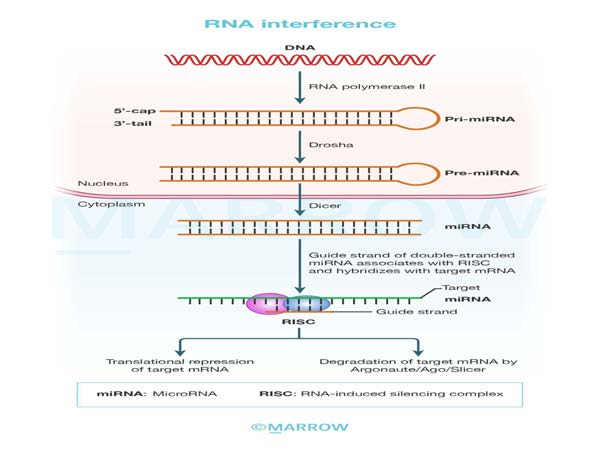 RNA interference
DNA
RNA polymerase II
5'-cap
3'-tail
Pri-miRNA
Drosha
Pre-miRNA
Nucleus
Cytoplasm
Dicer
MARROW
miRNA
Guide strand of double-stranded
miRNA associates with RISC
and hybridizes with target mRNA
Target
miRNA
Guide strand
RISC
Translational repression
of target mRNA
Degradation of target mRNA by
Argonaute/Ago/Slicer
miRNA: MicroRNA RISC: RNA-induced silencing complex
©MARROW